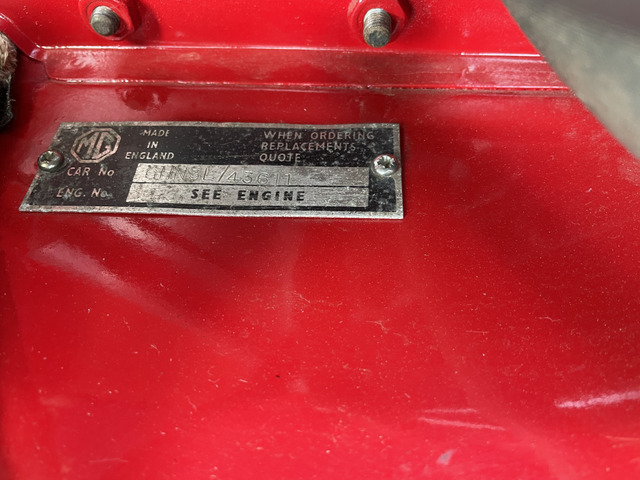 MG
MADE
IN
ENGLAND
WHEN ORDERING
REPLACEMENTS
QUOTE
CAR No
ENG. No. SEE ENGINE